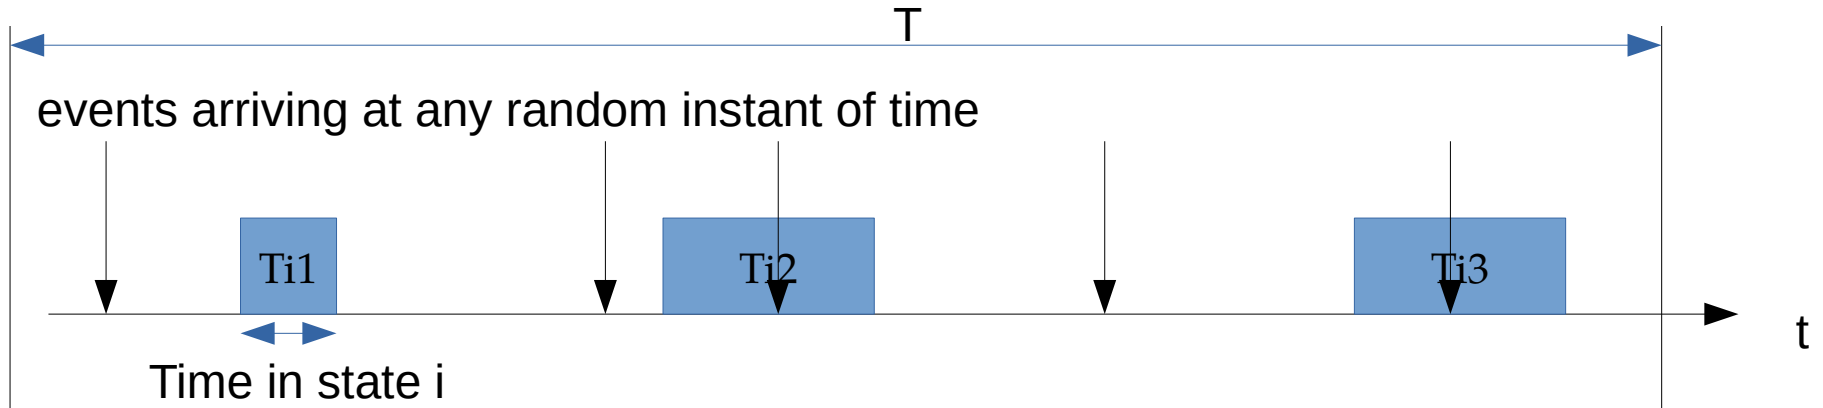 T
events arriving at any random instant of time
Ti1
Ti2
Ti3
t
Time in state i